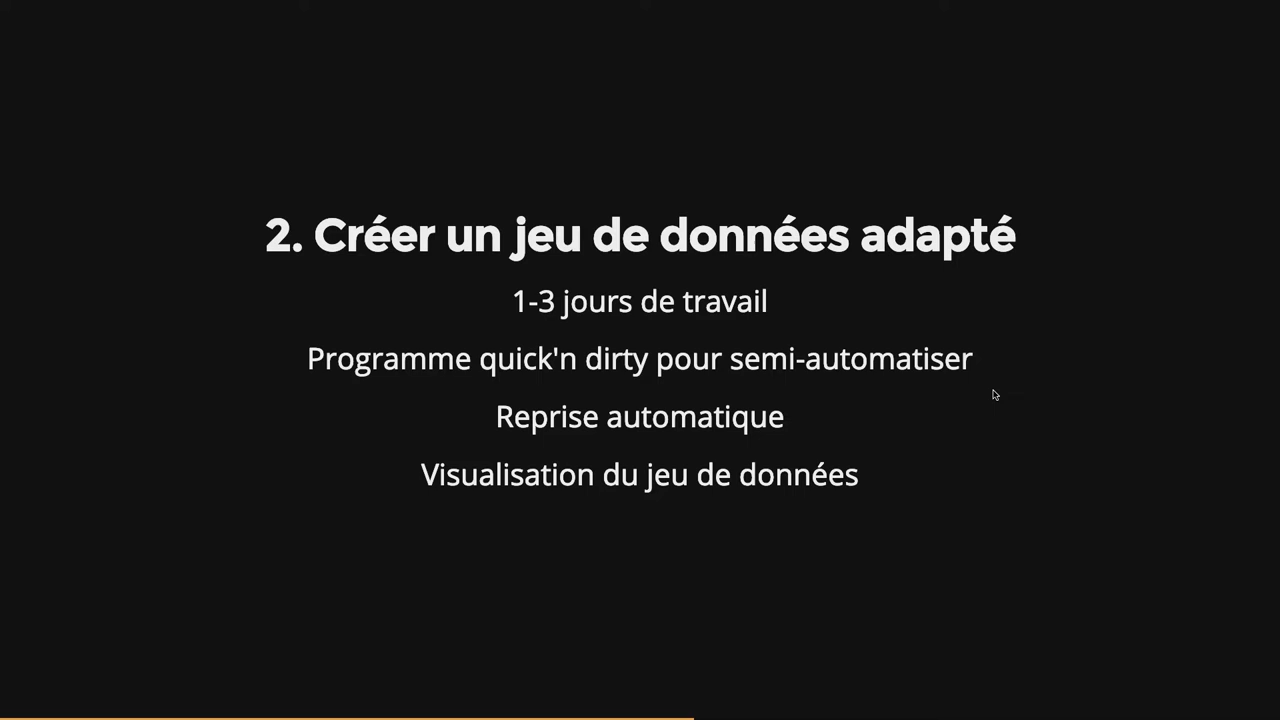 2. Créer un jeu de données adapté
1-3 jours de travail
Programme quick'n dirty pour semi-automatiser
Reprise automatique
Visualisation du jeu de données